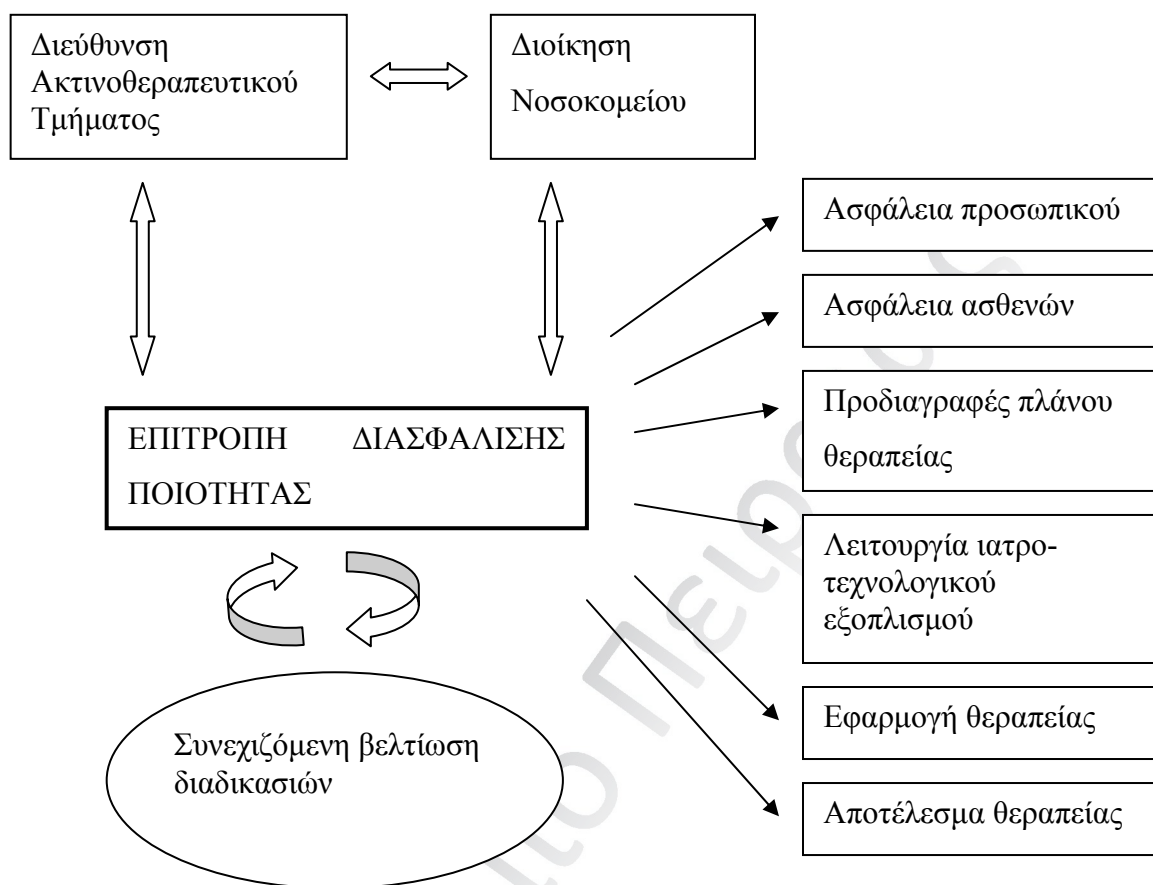 Διεύθυνση
Ακτινοθεραπευτικού
Τμήματος
Διοίκηση
Νοσοκομείου
Ασφάλεια προσωπικού
Ασφάλεια ασθενών
Προδιαγραφές πλάνου
θεραπείας
ΕΠΙΤΡΟΠΗ ΔΙΑΣΦΑΛΙΣΗΣ
ΠΟΙΟΤΗΤΑΣ
Λειτουργία ιατρο-
τεχνολογικού
εξοπλισμού
Εφαρμογή θεραπείας
Αποτέλεσμα θεραπείας
Συνεχιζόμενη βελτίωση
διαδικασιών